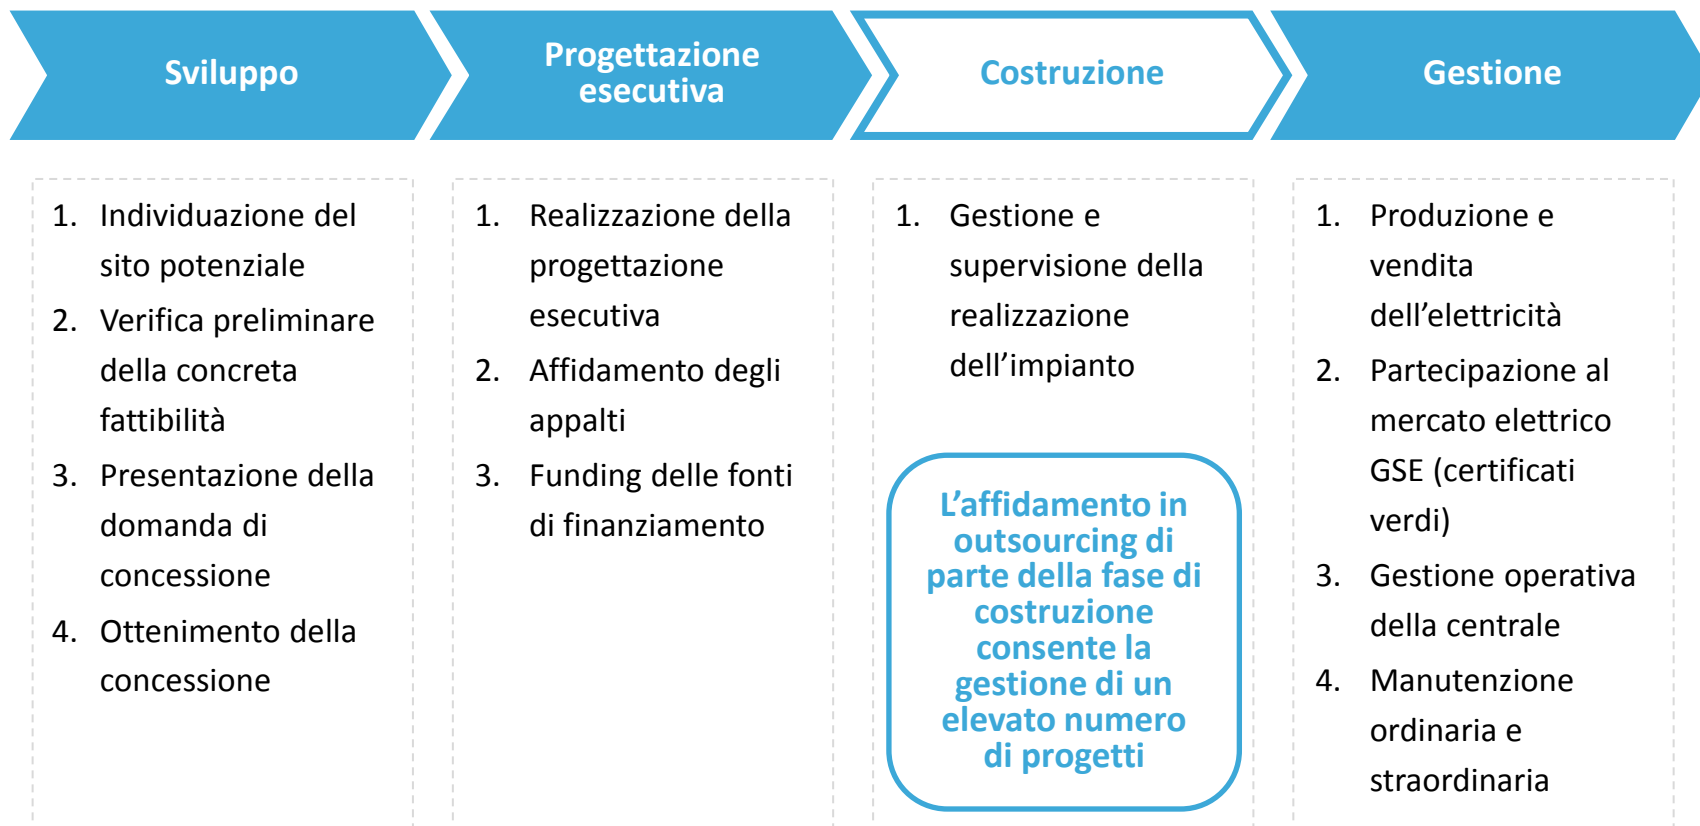 Sviluppo
Progettazione
esecutiva
Costruzione
Gestione
1. Individuazione del
sito potenziale
2. Verifica preliminare
della concreta
fattibilità
3. Presentazione della
domanda di
concessione
4. Ottenimento della
concessione
1. Realizzazione della
progettazione
esecutiva
2. Affidamento degli
appalti
3. Funding delle fonti
di finanziamento
1. Gestione e
supervisione della
realizzazione
dell’impianto
L’affidamento in
outsourcing di
parte della fase di
costruzione
consente la
gestione di un
elevato numero
di progetti
1. Produzione e
vendita
dell’elettricità
2. Partecipazione al
mercato elettrico
GSE (certificati
verdi)
3. Gestione operativa
della centrale
4. Manutenzione
ordinaria e
straordinaria